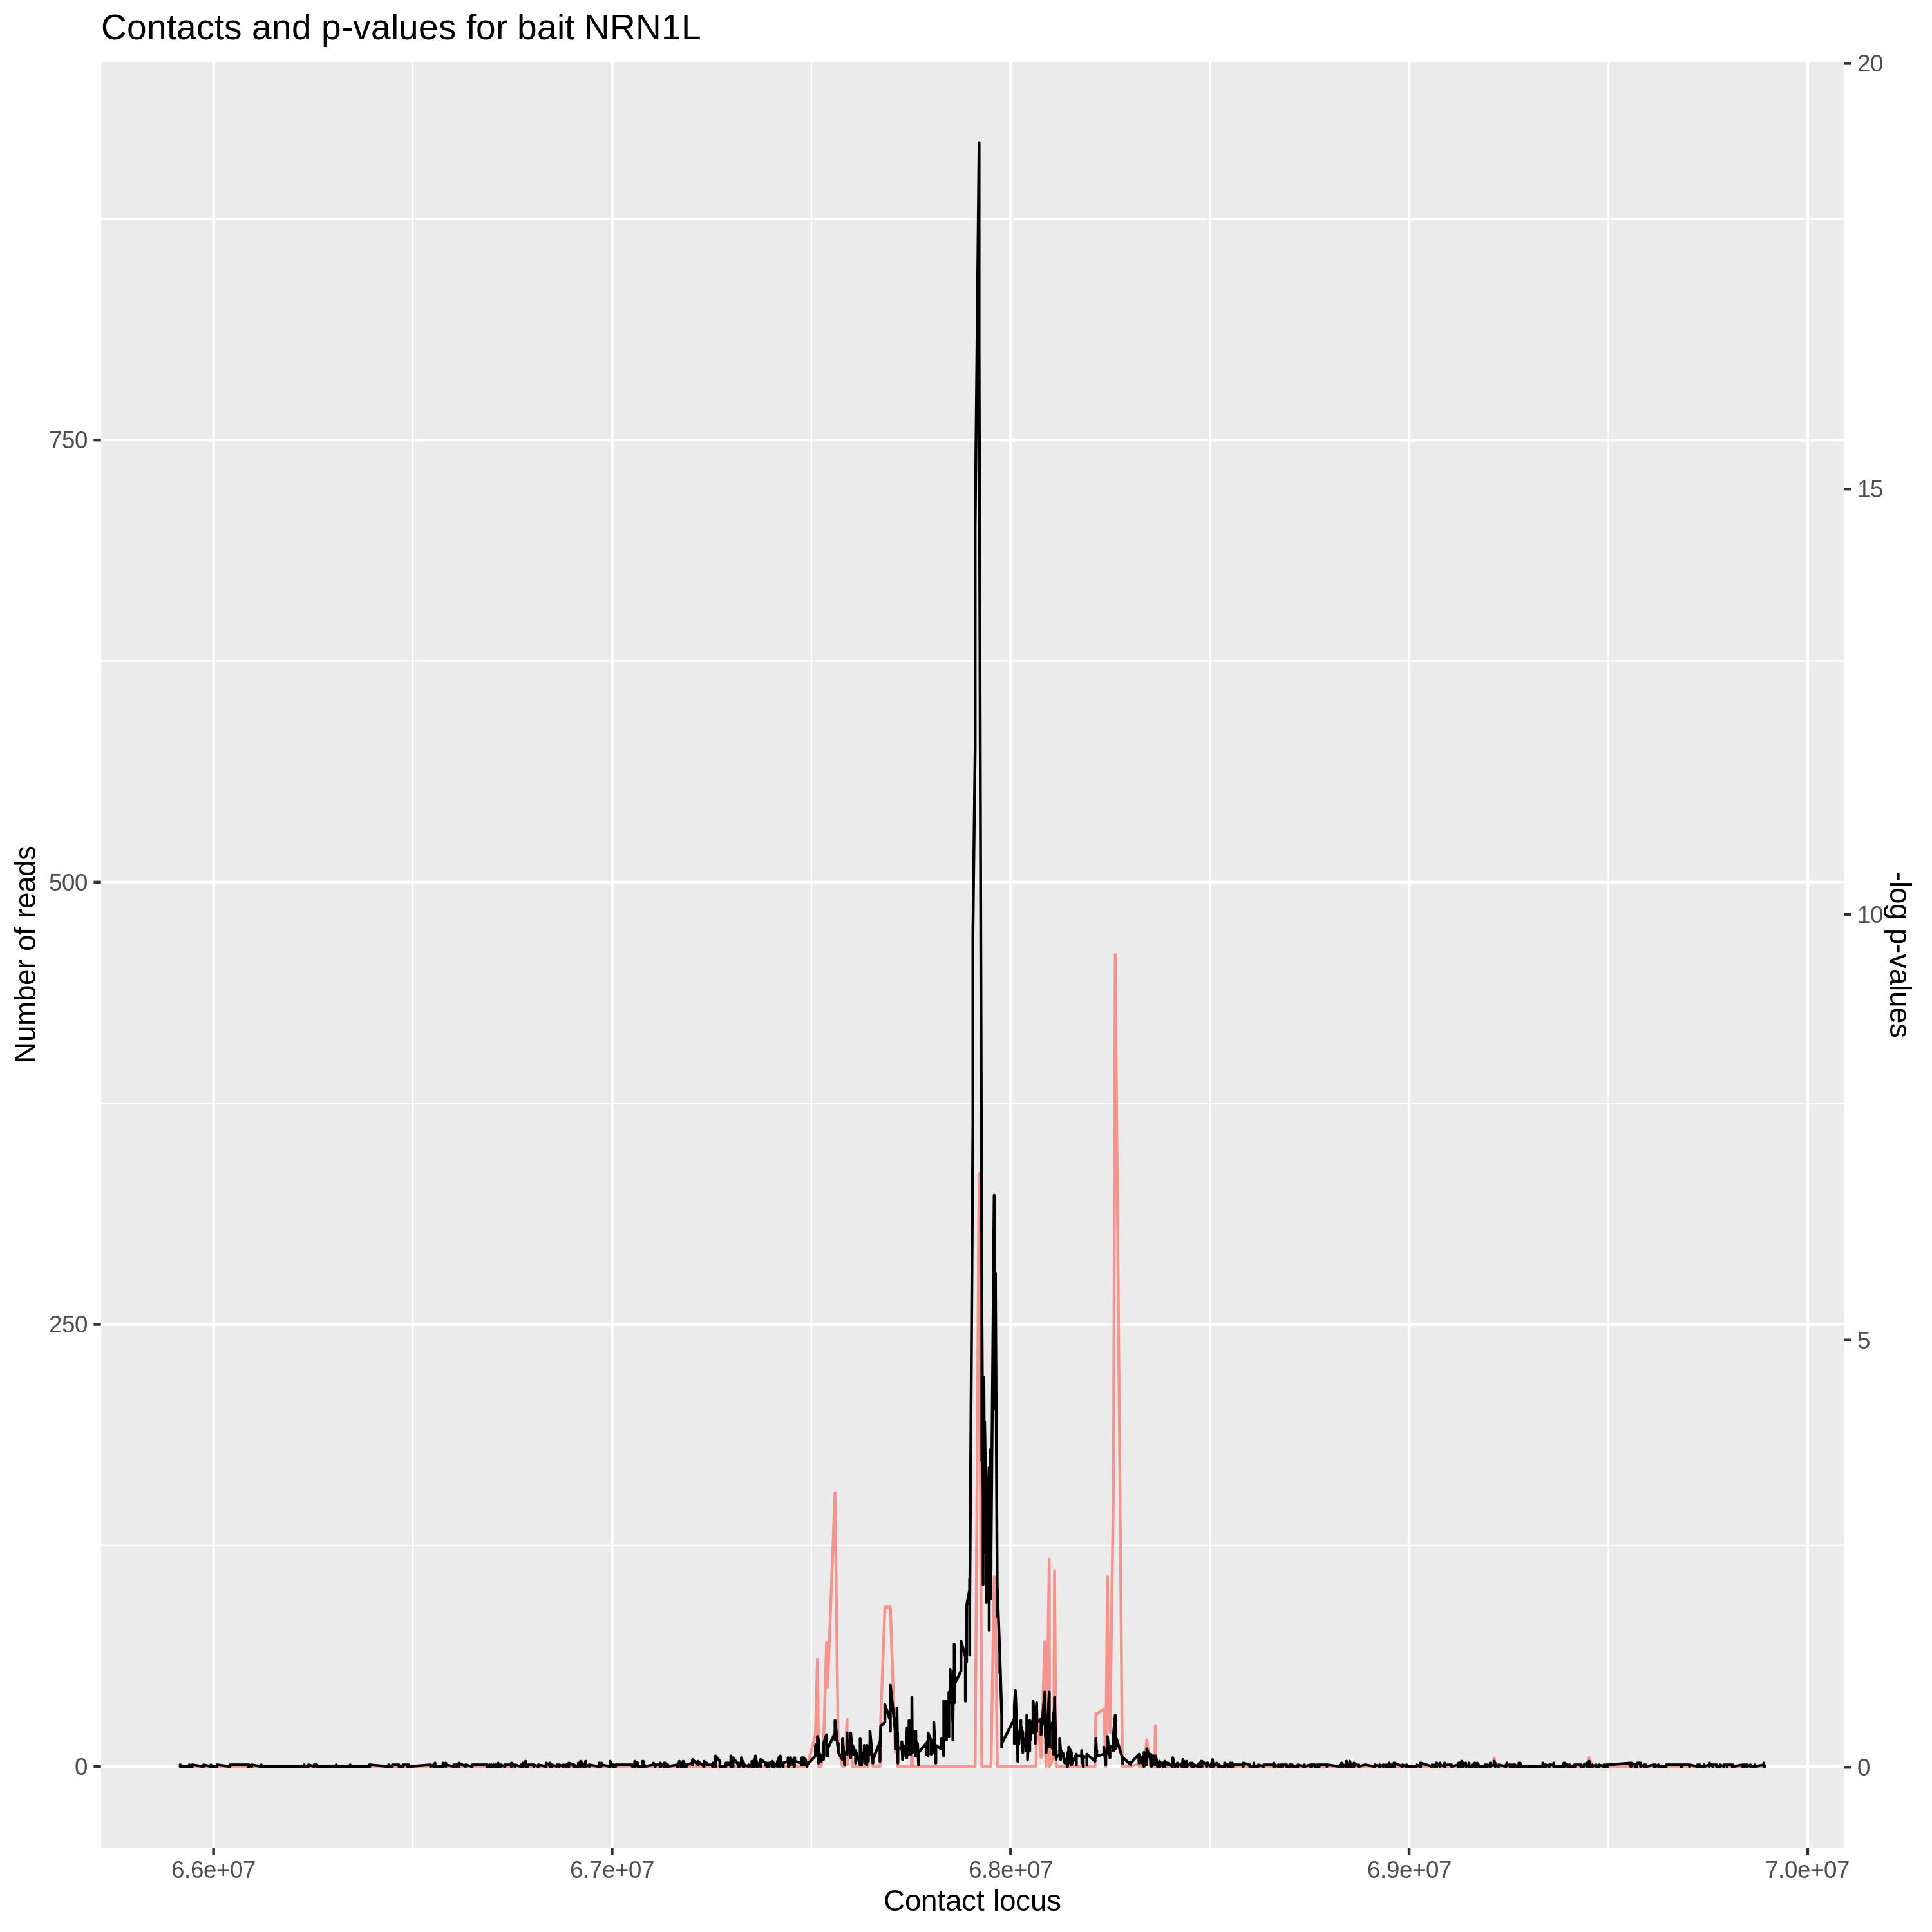 Contacts and p-values for bait NRN1L
20
750
15
500
10
250
5
0
0
Number of reads
-log p-values
6.6e+07
6.7e+07
6.8e+07
6.9e+07
7.0e+07
Contact locus